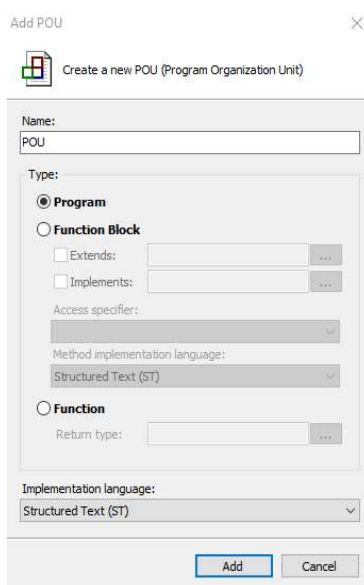 Add POU
Create a new POU (Program Organization Unit)
Name:
POU
Type:
Program
Function Block
Extends:
...
Implements:
...
Access specifier:
Method implementation language:
Structured Text (ST)
Function
Return type:
...
Implementation language:
Structured Text (ST)
Add Cancel